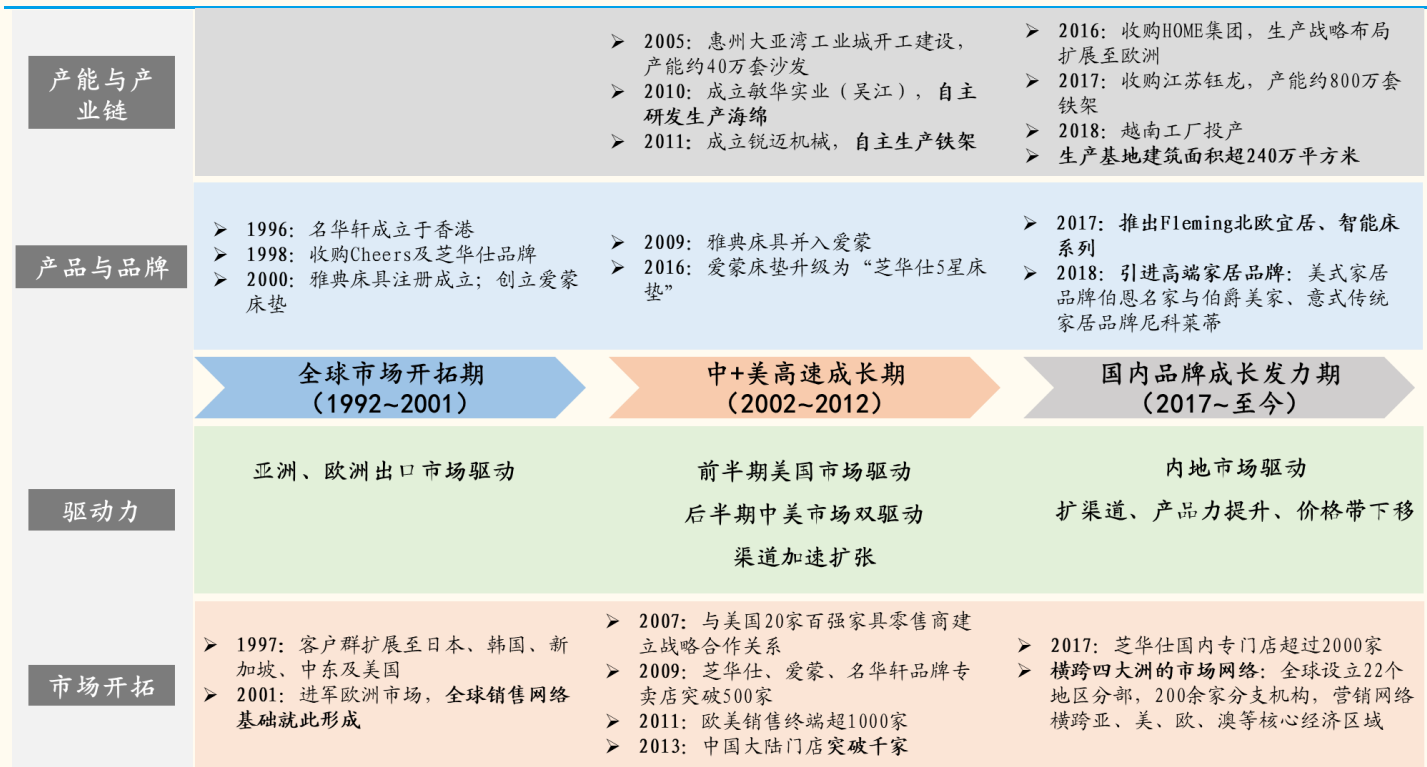 产能与产
业链
➢ 2005：惠州大亚湾工业城开工建设，
产能约40万套沙发
➢ 2010：成立敏华实业（吴江），自主
研发生产海绵
➢ 2011：成立锐迈机械，自主生产铁架
➢ 2016：收购HOME集团，生产战略布局
扩展至欧洲
➢ 2017：收购江苏钰龙，产能约800万套
铁架
➢ 2018：越南工厂投产
➢ 生产基地建筑面积超240万平方米
产品与品牌
➢ 1996：名华轩成立于香港
➢ 1998：收购Cheers及芝华仕品牌
➢ 2000：雅典床具注册成立；创立爱蒙
床垫
➢ 2009：雅典床具并入爱蒙
➢ 2016：爱蒙床垫升级为“芝华仕5星床
垫”
➢ 2017：推出Fleming北欧宜居、智能床
系列
➢ 2018：引进高端家居品牌：美式家居
品牌伯恩名家与伯爵美家、意式传统
家居品牌尼科莱蒂
全球市场开拓期
（1992~2001）
中+美高速成长期
（2002~2012）
国内品牌成长发力期
（2017~至今）
驱动力
亚洲、欧洲出口市场驱动
前半期美国市场驱动
后半期中美市场双驱动
渠道加速扩张
内地市场驱动
扩渠道、产品力提升、价格带下移
市场开拓
➢ 1997：客户群扩展至日本、韩国、新
加坡、中东及美国
➢ 2001：进军欧洲市场，全球销售网络
基础就此形成
➢ 2007：与美国20家百强家具零售商建
立战略合作关系
➢ 2009：芝华仕、爱蒙、名华轩品牌专
卖店突破500家
➢ 2011：欧美销售终端超1000家
➢ 2013：中国大陆门店突破千家
➢ 2017：芝华仕国内专门店超过2000家
➢ 横跨四大洲的市场网络：全球设立22个
地区分部，200余家分支机构，营销网络
横跨亚、美、欧、澳等核心经济区域